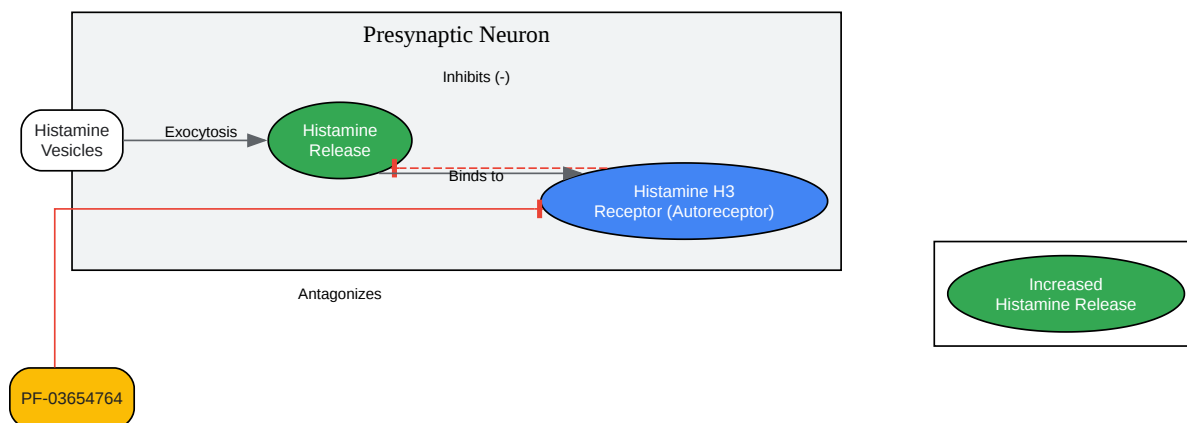 Presynaptic Neuron
Inhibits (-)
Histamine
Vesicles
Exocytosis
Histamine
Release
Binds to
Histamine H3
Receptor (Autoreceptor)
Antagonizes
Increased
Histamine Release
PF-03654764